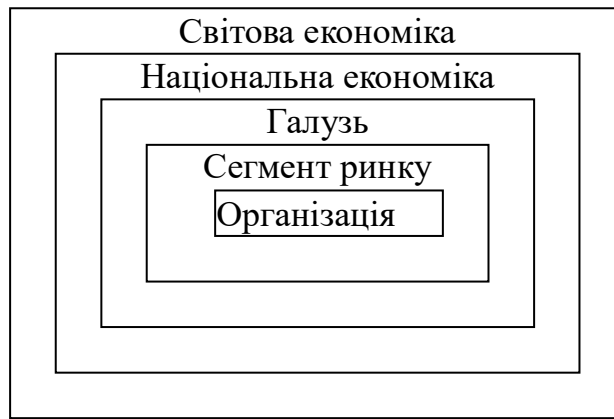 Світова економіка
Національна економіка
Галузь
Сегмент ринку
Організація